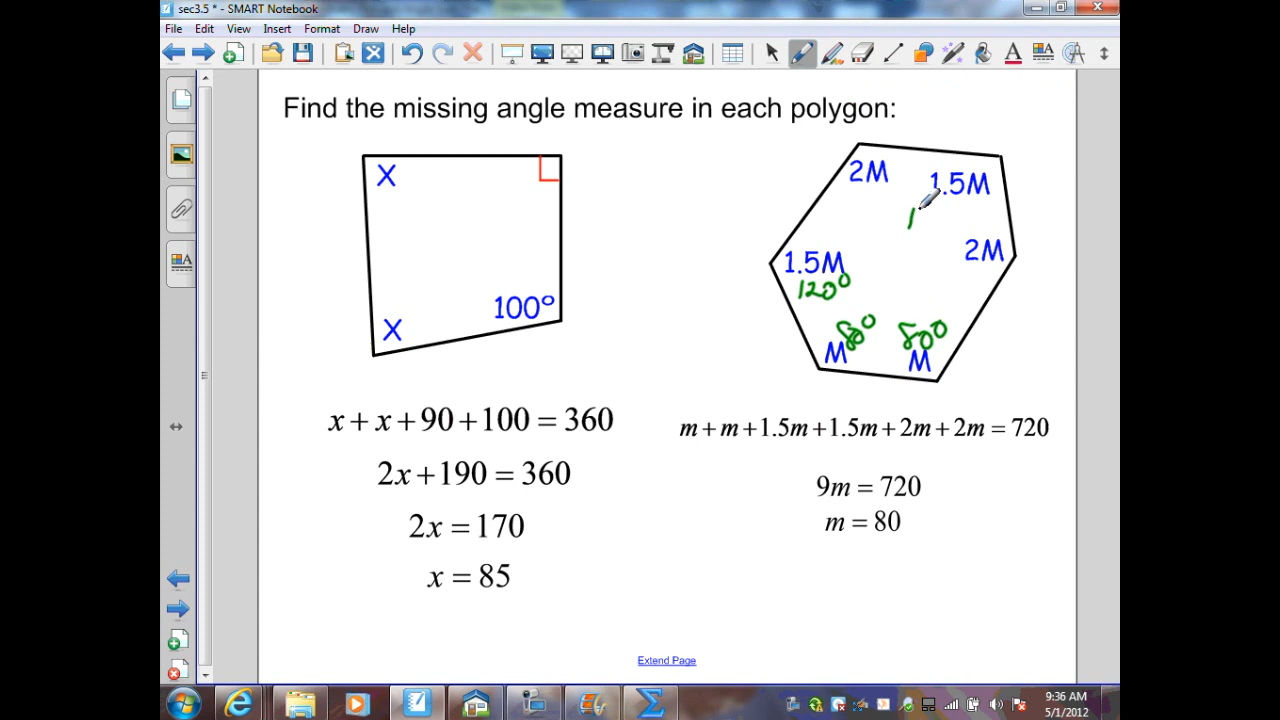 sec3.5 * - SMART Notebook
File Edit View Insert Format Draw Help
Find the missing angle measure in each polygon:
X
X
100°
2M
1.5M
2M
1.5M
120°
80°
80°
M
M
x + x + 90 + 100 = 360
2x + 190 = 360
2x = 170
x = 85
m + m + 1.5m + 1.5m + 2m + 2m = 720
9m = 720
m = 80
Extend Page
9:36 AM
5/1/2012